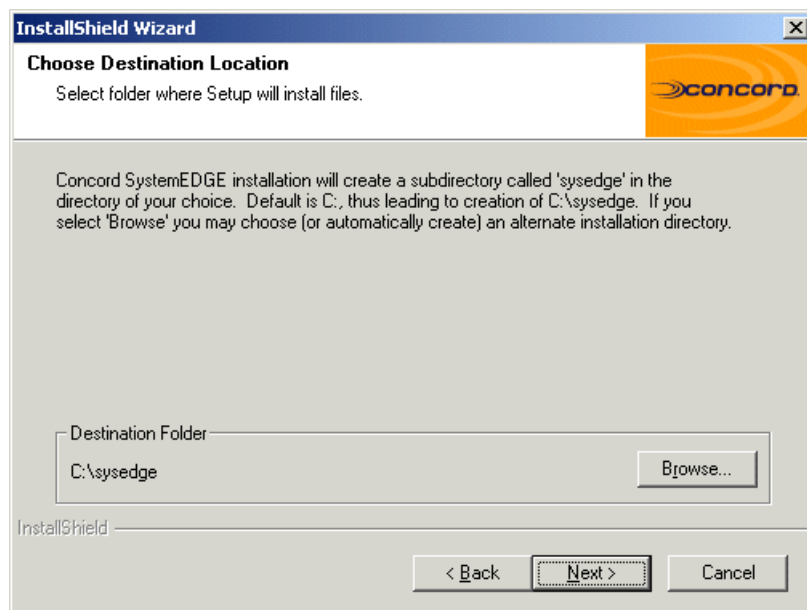 InstallShield Wizard
Choose Destination Location
Select folder where Setup will install files.
concord
Concord SystemEDGE installation will create a subdirectory called 'sysedge' in the
directory of your choice.  Default is C:, thus leading to creation of C:\sysedge.  If you
select 'Browse' you may choose (or automatically create) an alternate installation directory.
Destination Folder
C:\sysedge
Browse...
InstallShield
< Back
Next >
Cancel